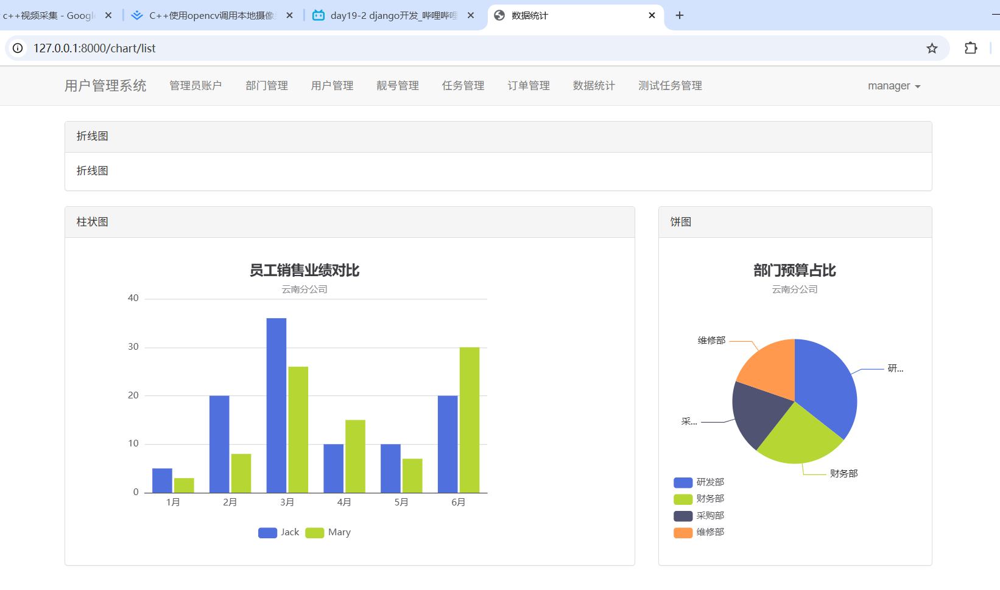 c++视频采集 - Googl
C++使用opencv调用本地摄像头
day19-2 django开发_哔哩哔哩
数据统计
127.0.0.1:8000/chart/list
用户管理系统 管理员账户 部门管理 用户管理 靓号管理 任务管理 订单管理 数据统计 测试任务管理 manager
折线图
折线图
柱状图
员工销售业绩对比
云南分公司
40
30
20
10
0
1月 2月 3月 4月 5月 6月
Jack Mary
饼图
部门预算占比
云南分公司
维修部
研...
采...
财务部
研发部
财务部
采购部
维修部